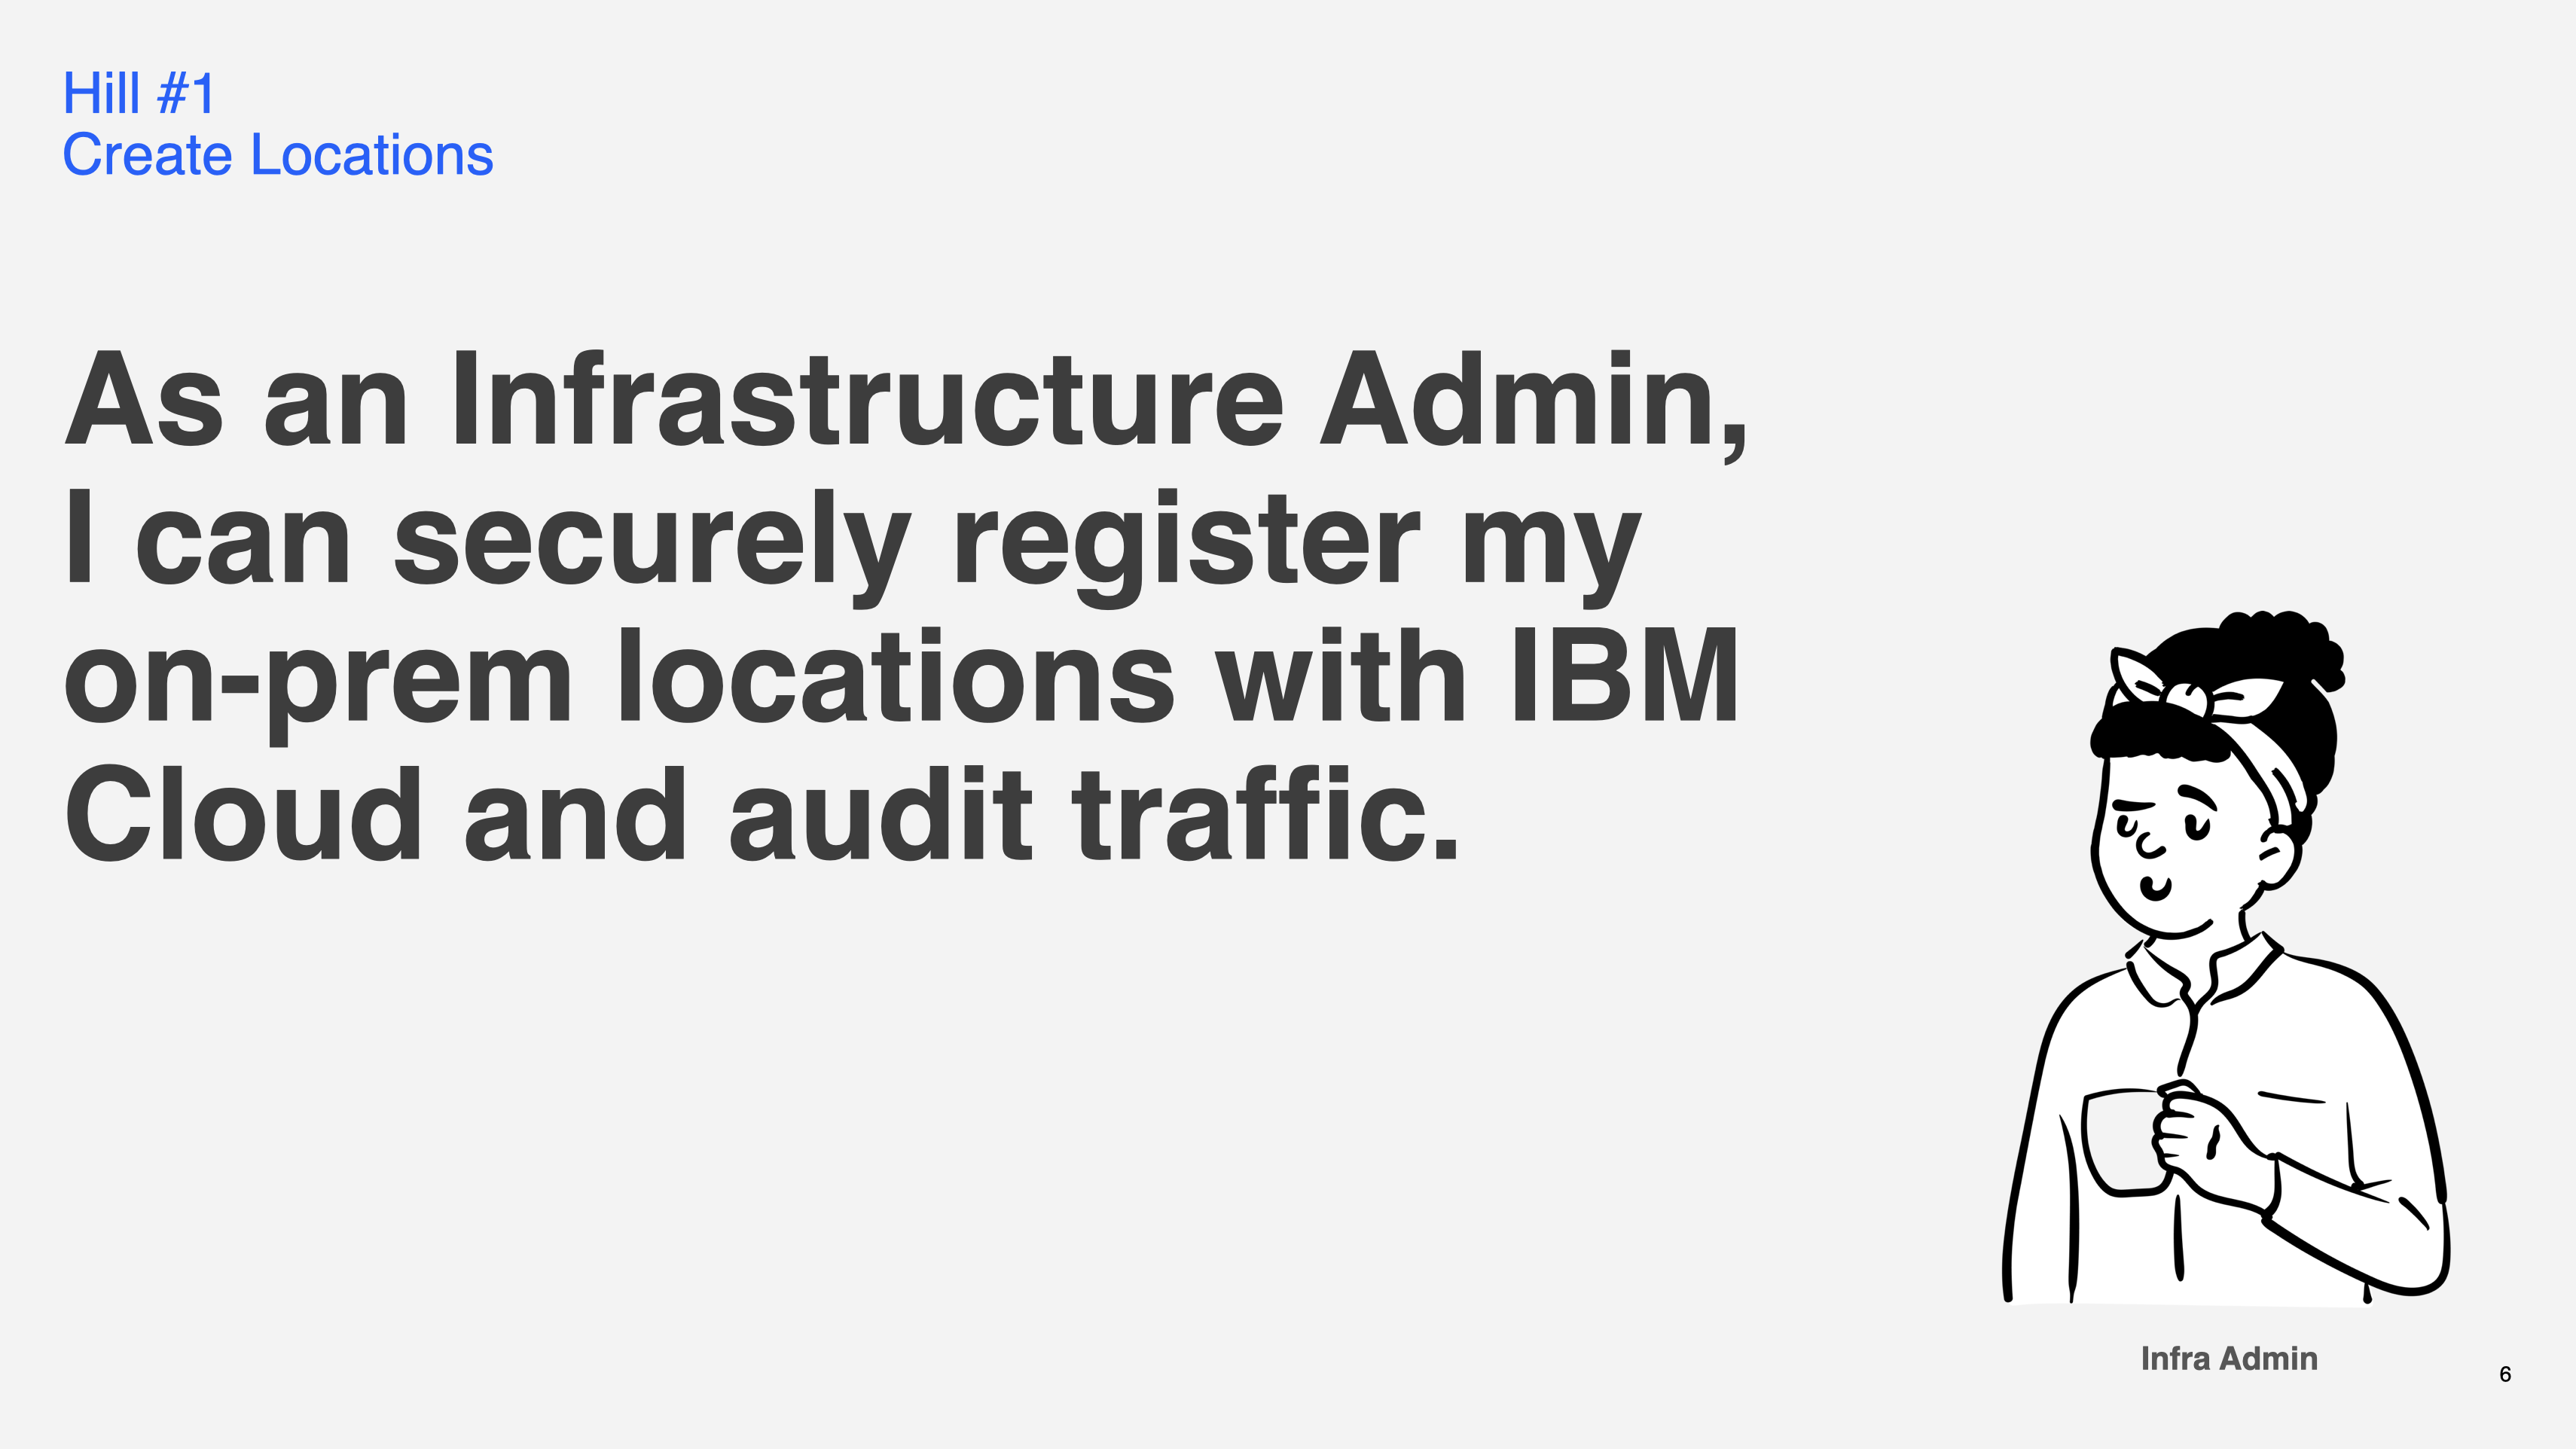 Hill #1
Create Locations
As an Infrastructure Admin,
I can securely register my
on-prem locations with IBM
Cloud and audit traffic.
Infra Admin
6